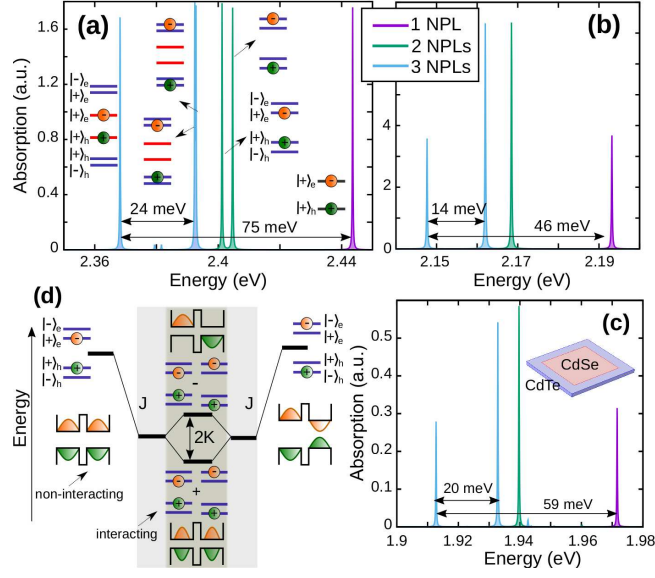 (a)
Absorption (a.u.)
1.6
1.2
0.8
0.4
0
|−⟩e
|+⟩e
|+⟩e
|+⟩h
|+⟩h
|−⟩h
|−⟩e
|+⟩e
|+⟩h
|−⟩h
|+⟩e
|+⟩h
24 meV
75 meV
2.36
2.4
2.44
Energy (eV)
1 NPL
2 NPLs
3 NPLs
(b)
Absorption (a.u.)
6
4
2
0
14 meV
46 meV
2.15
2.17
2.19
Energy (eV)
(d)
Energy
|−⟩e
|+⟩e
|+⟩h
|−⟩h
J
-
2K
+
J
|−⟩e
|+⟩e
|+⟩h
|−⟩h
non-interacting
interacting
(c)
Absorption (a.u.)
0.5
0.4
0.3
0.2
0.1
0
CdSe
CdTe
20 meV
59 meV
1.9
1.92
1.94
1.96
1.98
Energy (eV)